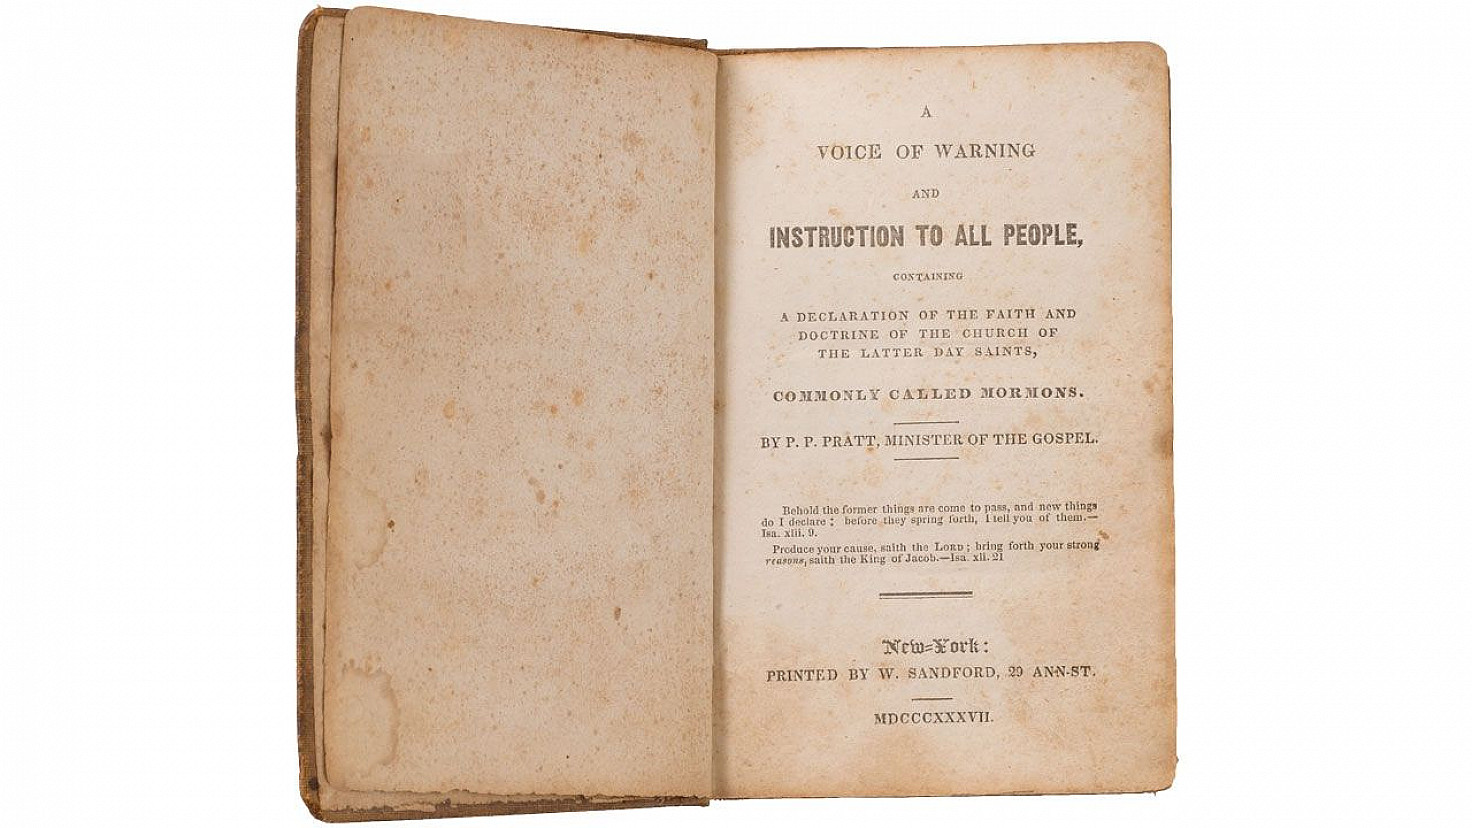 A
VOICE OF WARNING
AND
INSTRUCTION TO ALL PEOPLE,
CONTAINING
A DECLARATION OF THE FAITH AND
DOCTRINE OF THE CHURCH OF
THE LATTER DAY SAINTS,
COMMONLY CALLED MORMONS.
BY P. P. PRATT, MINISTER OF THE GOSPEL.
Behold the former things are come to pass, and new things
do I declare; before they spring forth, I tell you of them.—
Isa. xlii. 9.
Produce your cause, saith the LORD; bring forth your strong
reasons, saith the King of Jacob.—Isa. xli. 21
New-York:
PRINTED BY W. SANDFORD, 29 ANN-ST.
MDCCCXXXVII.